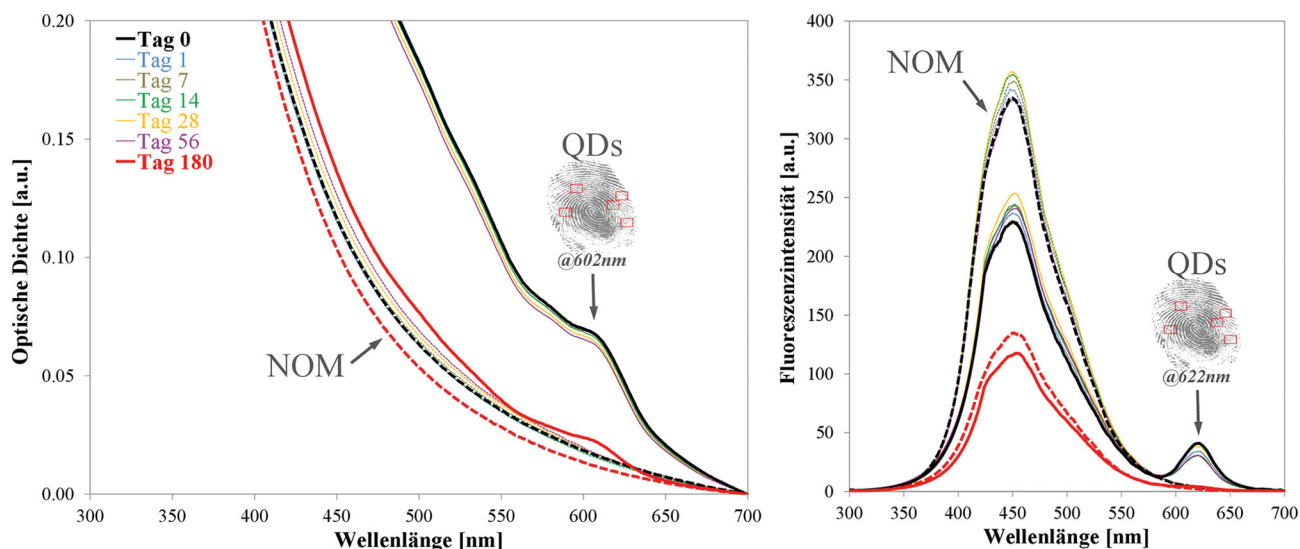 0.20
0.15
0.10
0.05
0.00
Optische Dichte [a.u.]
Tag 0
Tag 1
Tag 7
Tag 14
Tag 28
Tag 56
Tag 180
NOM
QDs
@602nm
300 350 400 450 500 550 600 650 700
Wellenlänge [nm]
400
350
300
250
200
150
100
50
0
Fluoreszenzintensität [a.u.]
NOM
QDs
@622nm
300 350 400 450 500 550 600 650 700
Wellenlänge [nm]